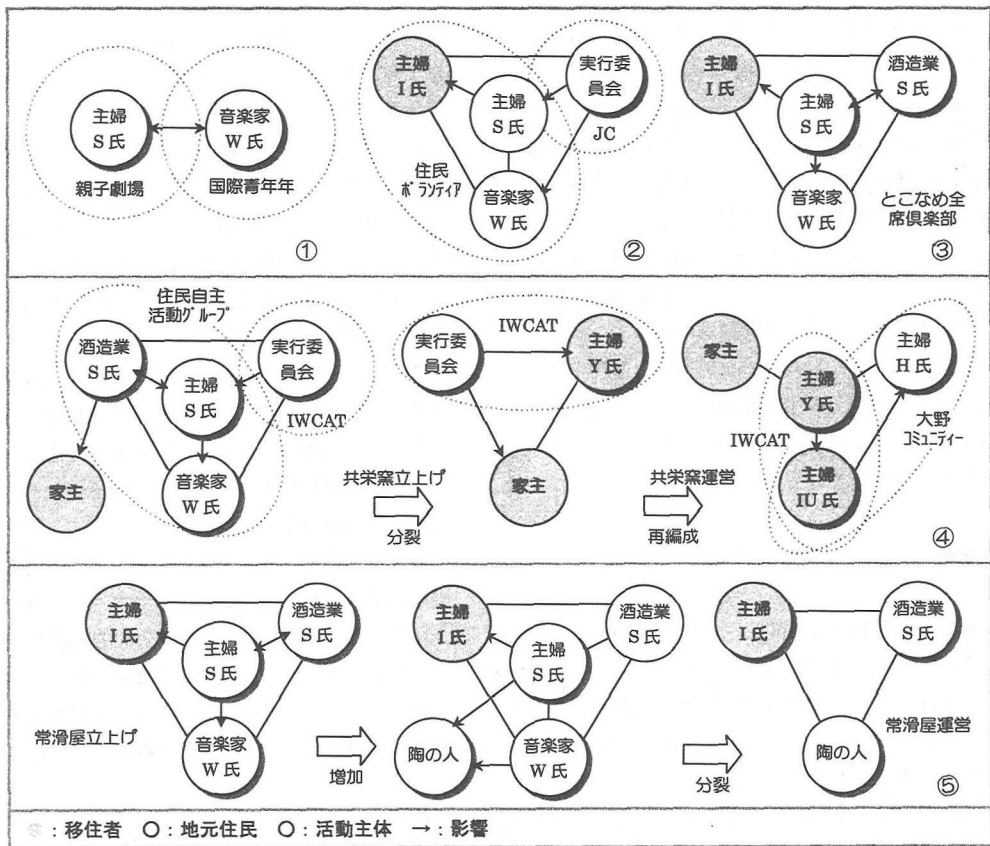 主婦
S氏
音楽家
W氏
親子劇場
国際青年年
①
主婦
I氏
実行委
員会
主婦
S氏
JC
住民
ボランティア
音楽家
W氏
②
主婦
I氏
酒造業
S氏
主婦
S氏
音楽家
W氏
とこなめ全
席倶楽部
③
住民自主
活動グループ
酒造業
S氏
実行委
員会
主婦
S氏
IWCAT
家主
音楽家
W氏
共栄窯立上げ
分裂
IWCAT
実行委
員会
主婦
Y氏
家主
共栄窯運営
再編成
家主
主婦
H氏
主婦
Y氏
IWCAT
大野
コミュニティー
主婦
IU氏
④
主婦
I氏
酒造業
S氏
主婦
S氏
常滑屋立上げ
音楽家
W氏
増加
主婦
I氏
酒造業
S氏
主婦
S氏
陶の人
音楽家
W氏
分裂
主婦
I氏
酒造業
S氏
陶の人
常滑屋運営
⑤
：移住者 ○：地元住民 ○：活動主体 →：影響